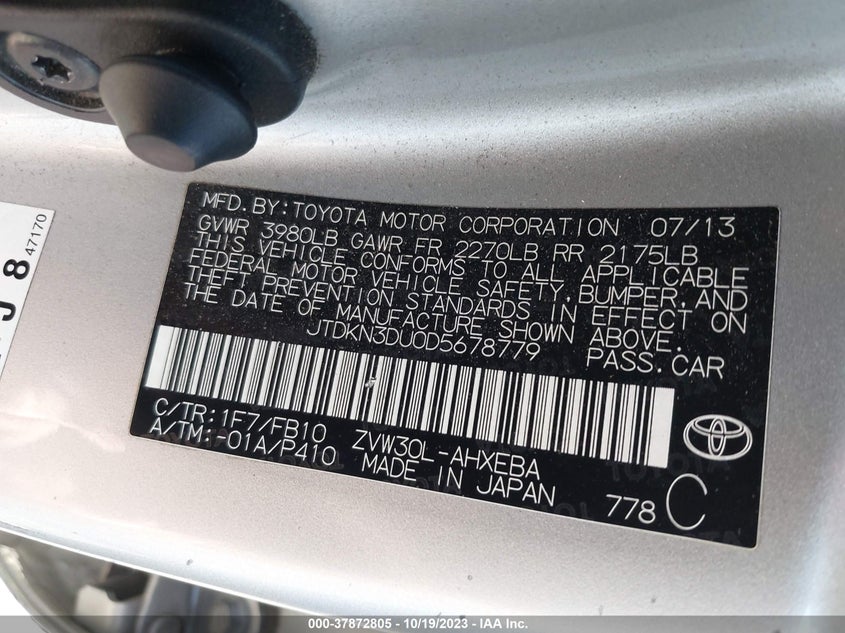 MFD. BY: TOYOTA MOTOR CORPORATION 07/13
GVWR 3980LB GAWR FR 2270LB RR 2175LB
THIS VEHICLE CONFORMS TO ALL APPLICABLE
FEDERAL MOTOR VEHICLE SAFETY, BUMPER, AND
THEFT PREVENTION STANDARDS IN EFFECT ON
THE DATE OF MANUFACTURE SHOWN ABOVE.
JTDKN3DU0D5678779 PASS. CAR
C/TR: 1F7/FB10 ZVW30L-AHXEBA
A/TM: -01A/P410 MADE IN JAPAN
778 C
J 8
47170
000-37872805 - 10/19/2023 - IAA Inc.